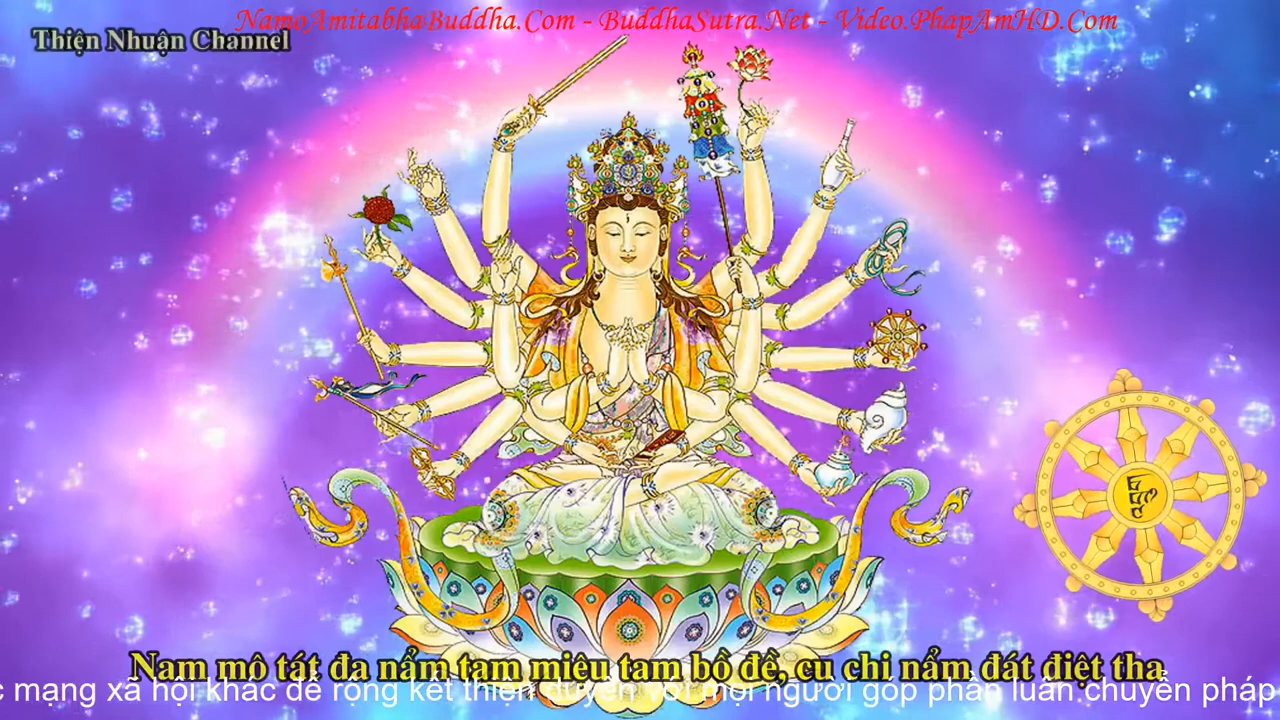 NamoAmitabhaBuddha.Com - BuddhaSutra.Net - Video.PhapAmHD.Com
Thiện Nhuận Channel
Nam mô tát đa nẩm tam miệu tam bồ đề, cu chi nẩm đát điệt tha
c mạng xã hội khác để rộng kết thiện duyên với mọi người góp phần luân chuyển pháp